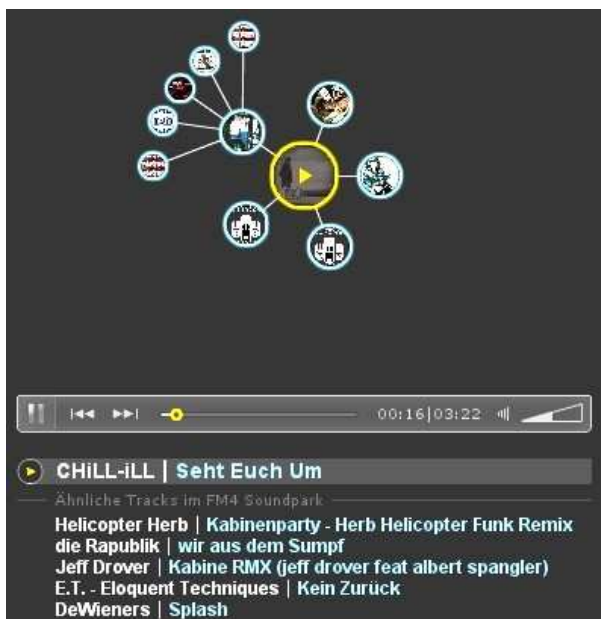 00:16|03:22
CHiLL-iLL | Seht Euch Um
Ähnliche Tracks im FM4 Soundpark
Helicopter Herb | Kabinenparty - Herb Helicopter Funk Remix
die Rapublik | wir aus dem Sumpf
Jeff Drover | Kabine RMX (jeff drover feat albert spangler)
E.T. - Eloquent Techniques | Kein Zurück
DeWieners | Splash